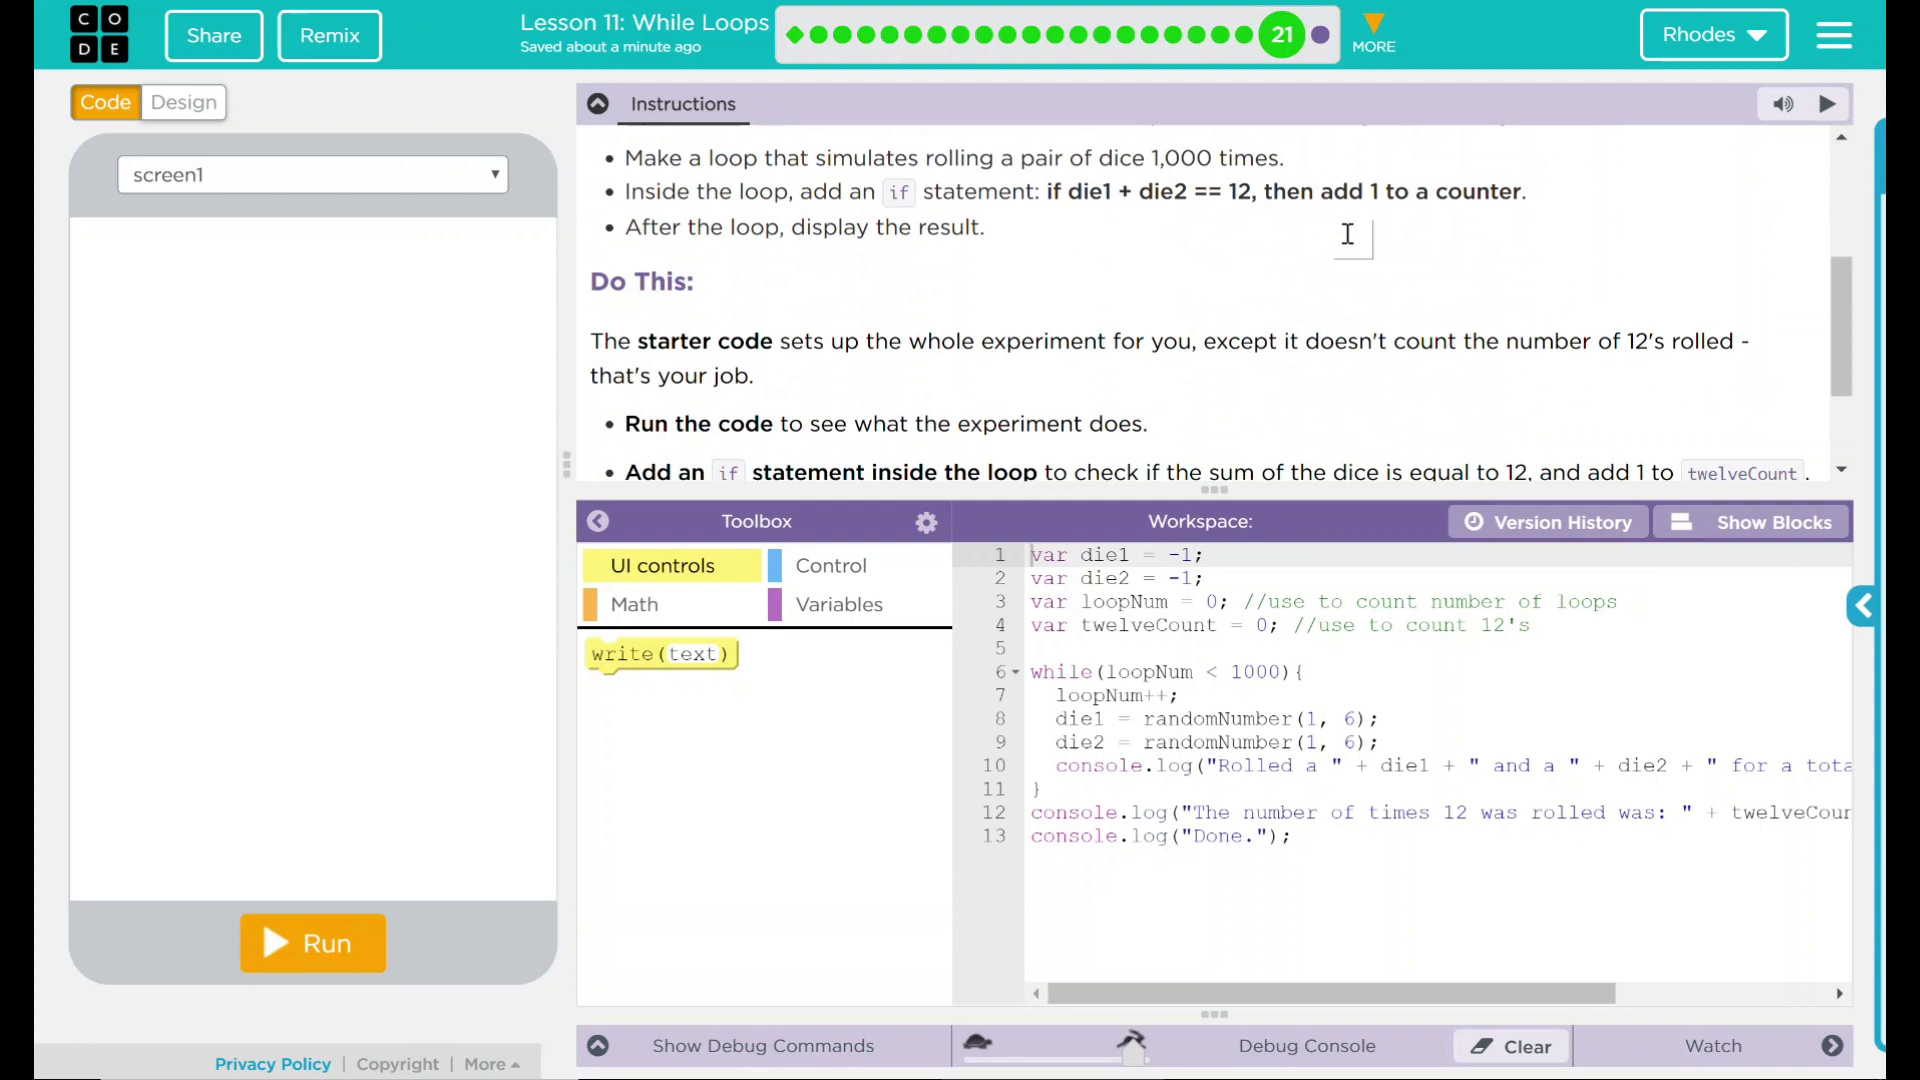 CODE
Share
Remix
Lesson 11: While Loops
Saved about a minute ago
21
MORE
Rhodes
Code
Design
screen1
Run
Privacy Policy | Copyright | More
Instructions
Make a loop that simulates rolling a pair of dice 1,000 times.
Inside the loop, add an if statement: if die1 + die2 == 12, then add 1 to a counter.
After the loop, display the result.
Do This:
The starter code sets up the whole experiment for you, except it doesn't count the number of 12's rolled -
that's your job.
Run the code to see what the experiment does.
Add an if statement inside the loop to check if the sum of the dice is equal to 12, and add 1 to twelveCount.
Toolbox
Workspace:
Version History
Show Blocks
UI controls
Control
Math
Variables
write(text)
1 var die1 = -1;
2 var die2 = -1;
3 var loopNum = 0; //use to count number of loops
4 var twelveCount = 0; //use to count 12's
5
6 while(loopNum < 1000){
7 loopNum++;
8 die1 = randomNumber(1, 6);
9 die2 = randomNumber(1, 6);
10 console.log("Rolled a " + die1 + " and a " + die2 + " for a tota
11 }
12 console.log("The number of times 12 was rolled was: " + twelveCoun
13 console.log("Done.");
Show Debug Commands
Debug Console
Clear
Watch